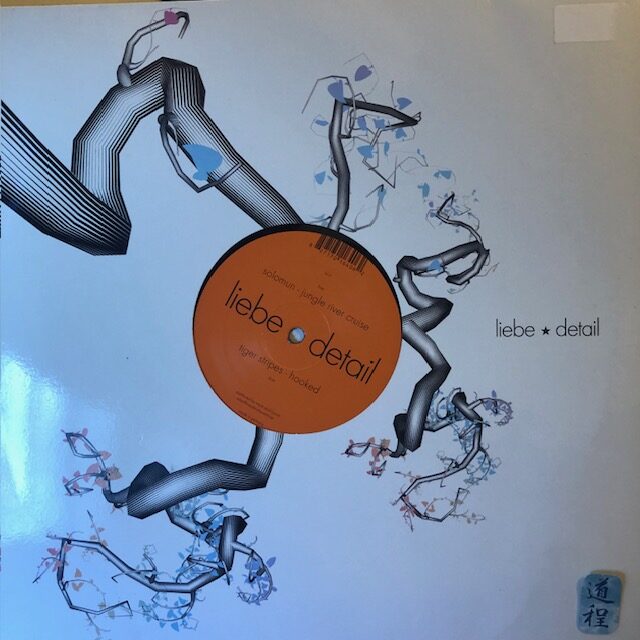 solomun · jungle river cruise
liebe ★ detail
tiger stripes · hooked
liebe ★ detail
道程